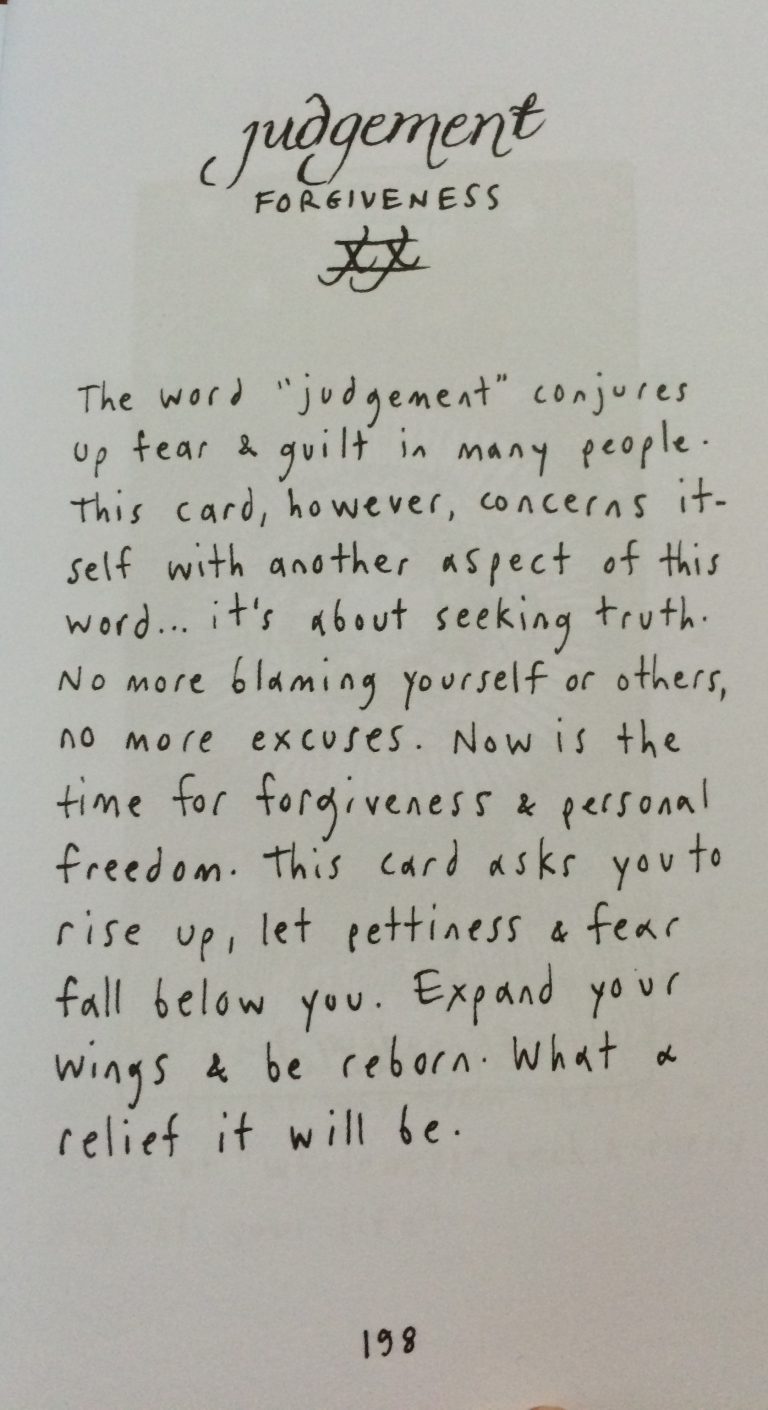 judgement
FORGIVENESS
XX
The word "judgement" conjures
up fear & guilt in many people.
This card, however, concerns it-
self with another aspect of this
word... it's about seeking truth.
No more blaming yourself or others,
no more excuses. Now is the
time for forgiveness & personal
freedom. This card asks you to
rise up, let pettiness & fear
fall below you. Expand your
wings & be reborn. What a
relief it will be.
198